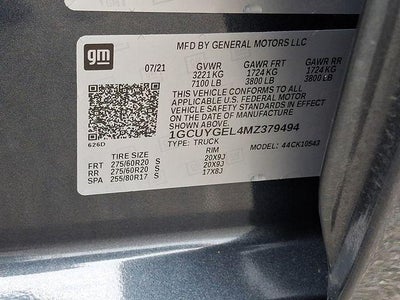 gm
MFD BY GENERAL MOTORS LLC
07/21 GVWR GAWR FRT GAWR RR
3221 KG 1724 KG 1724 KG
7100 LB 3800 LB 3800 LB
THIS VEHICLE CONFORMS TO ALL
APPLICABLE U.S. FEDERAL MOTOR
VEHICLE SAFETY STANDARDS IN EFFECT ON
THE DATE OF MANUFACTURE SHOWN ABOVE.
1GCUYGEL4MZ379494
626D TYPE: TRUCK MODEL: 44CK10543
TIRE SIZE RIM
FRT 275/60R20 S 20X9J
RR 275/60R20 S 20X9J
SPA 255/80R17 S 17X8J